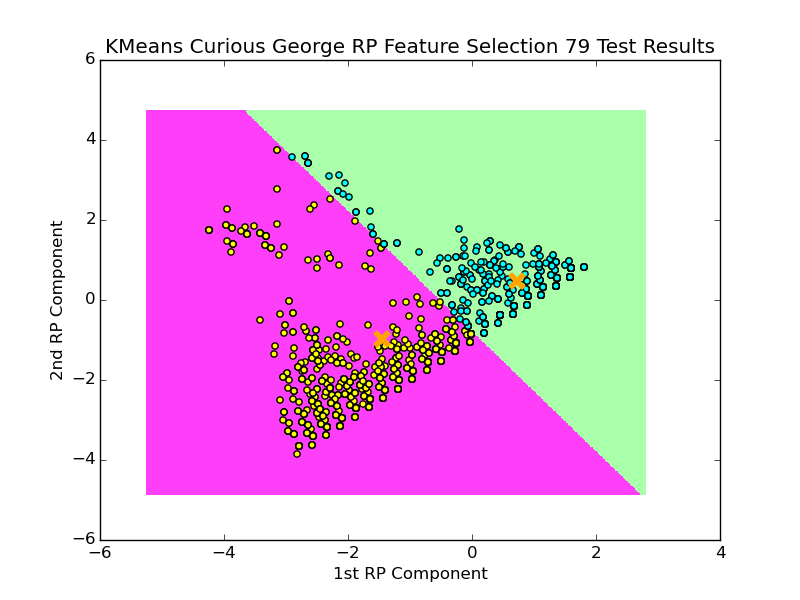 KMeans Curious George RP Feature Selection 79 Test Results
6
4
2
0
−2
−4
−6
2nd RP Component
−6 −4 −2 0 2 4
1st RP Component